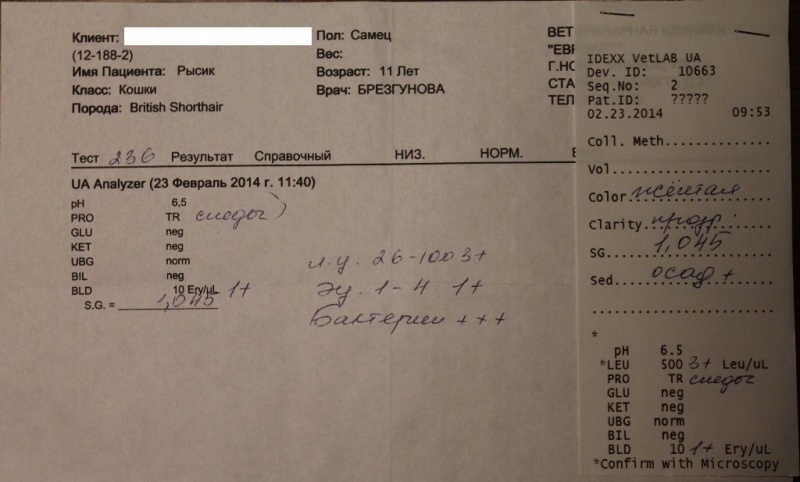 Клиент:
(12-188-2)
Имя Пациента: Рысик
Класс: Кошки
Порода: British Shorthair
Пол: Самец
Вес:
Возраст: 11 Лет
Врач: БРЕЗГУНОВА
ВЕТ
"ЕВР
Г.НО
СТА
ТЕЛ
Тест 236 Результат Справочный НИЗ. НОРМ.
UA Analyzer (23 Февраль 2014 г. 11:40)
pH 6,5
PRO TR следы)
GLU neg
KET neg
UBG norm
BIL neg
BLD 10 Ery/uL 1+
S.G. = 1,045
л.ц. 26-100 3+
Эц. 1-4 1+
Бактерии +++
IDEXX VetLAB UA
Dev. ID: 10663
Seq.No: 2
Pat.ID: ?????
02.23.2014 09:53
Coll. Meth.
Vol
Color желтая
Clarity прозр.
SG. 1,045
Sed. осад +
*
pH 6.5
*LEU 500 3+ Leu/uL
PRO TR следы
GLU neg
KET neg
UBG norm
BIL neg
BLD 10 1+ Ery/uL
*Confirm with Microscopy